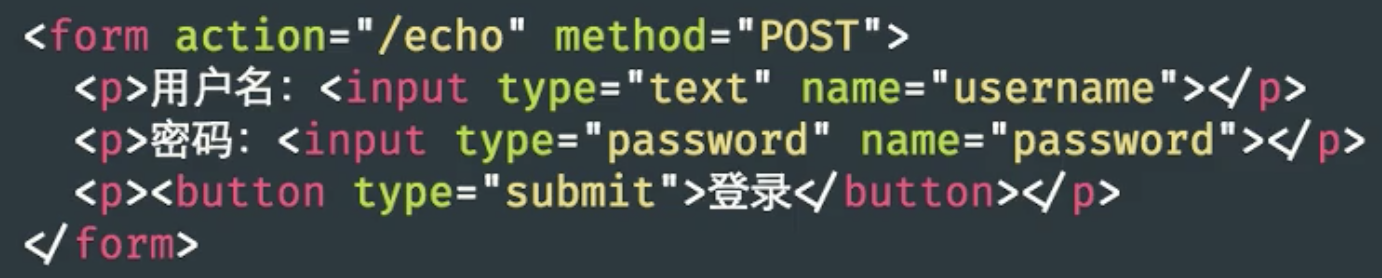 <form action="/echo" method="POST">
  <p>用户名：<input type="text" name="username"></p>
  <p>密码：<input type="password" name="password"></p>
  <p><button type="submit">登录</button></p>
</form>